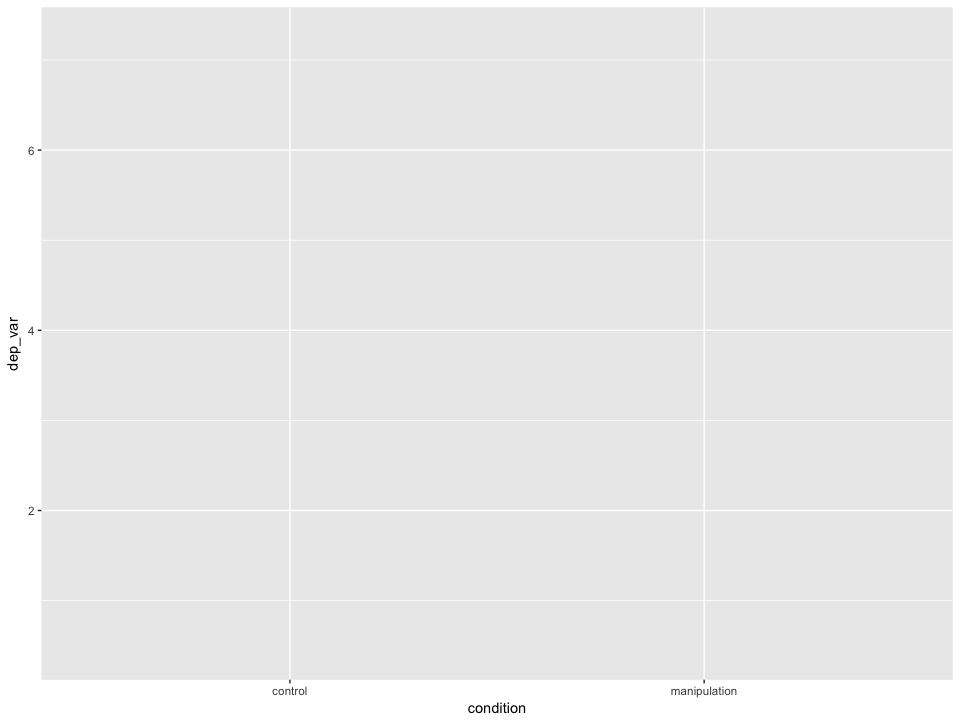 6
4
2
dep_var
control
manipulation
condition